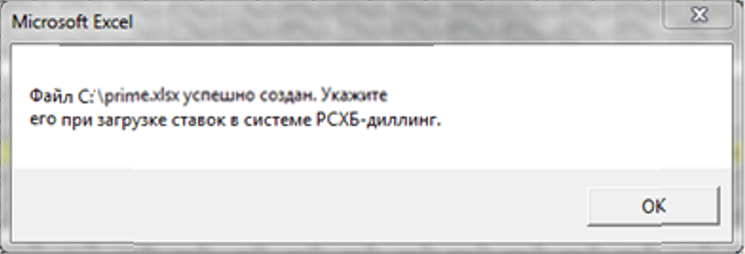 Microsoft Excel
Файл C:\prime.xlsx успешно создан. Укажите
его при загрузке ставок в системе РСХБ-диллинг.
OK